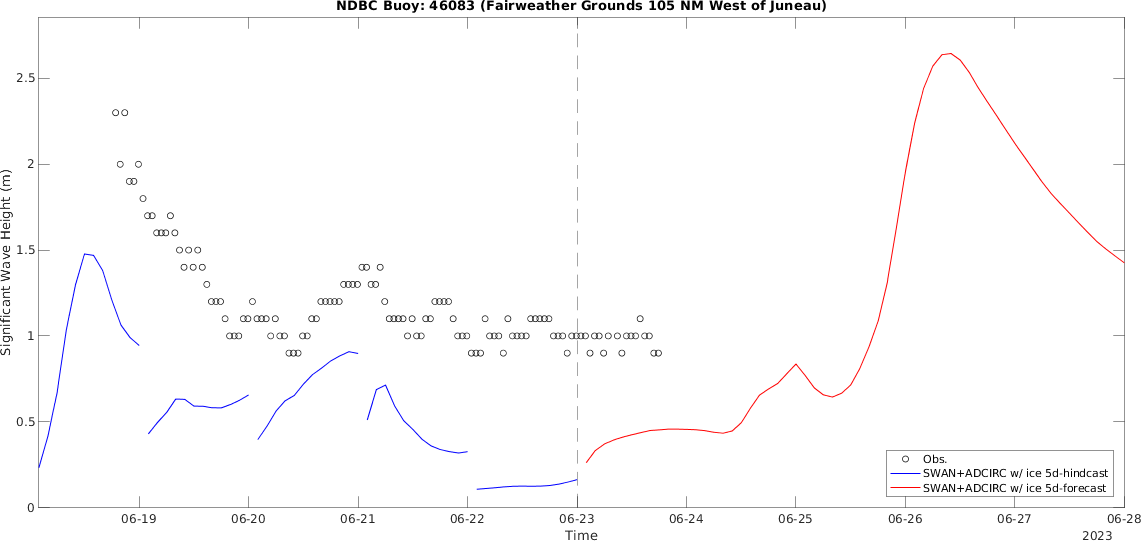 NDBC Buoy: 46083 (Fairweather Grounds 105 NM West of Juneau)
Significant Wave Height (m)
2.5
2
1.5
1
0.5
0
Obs.
SWAN+ADCIRC w/ ice 5d-hindcast
SWAN+ADCIRC w/ ice 5d-forecast
06-19 06-20 06-21 06-22 06-23 06-24 06-25 06-26 06-27 06-28
Time
2023